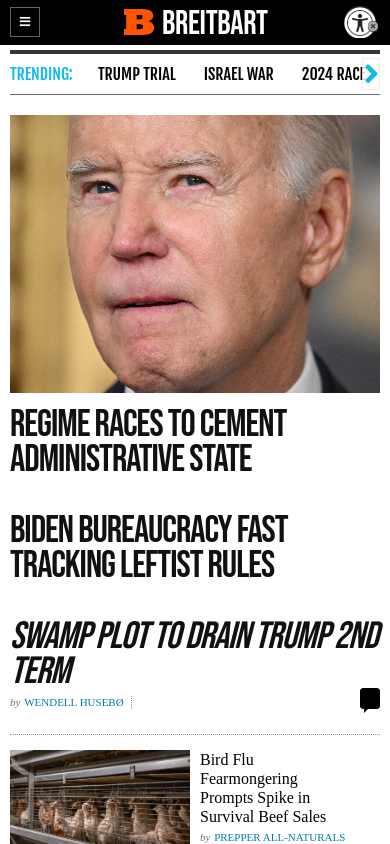 BREITBART
TRENDING: TRUMP TRIAL ISRAEL WAR 2024 RACE
REGIME RACES TO CEMENT
ADMINISTRATIVE STATE
BIDEN BUREAUCRACY FAST
TRACKING LEFTIST RULES
SWAMP PLOT TO DRAIN TRUMP 2ND
TERM
by WENDELL HUSEBØ
Bird Flu
Fearmongering
Prompts Spike in
Survival Beef Sales
by PREPPER ALL-NATURALS